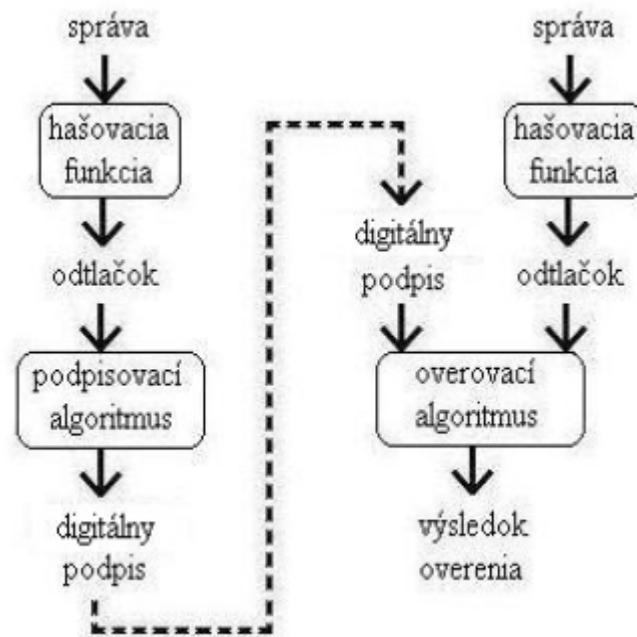 správa
hašovacia
funkcia
odtlačok
podpisovací
algoritmus
digitálny
podpis
digitálny
podpis
správa
hašovacia
funkcia
odtlačok
overovací
algoritmus
výsledok
overenia